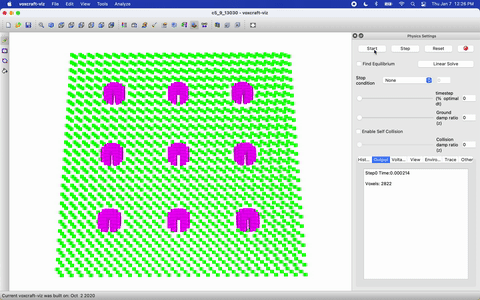 voxcraft-viz File Edit View Tools Analyze Thu Jan 7 12:26 PM
v5_9_13030 – voxcraft-viz
Physics Settings
Start Step Reset
Find Equilibrium Linear Solve
Stop condition None 0
timestep (% optimal dt) 0
Ground damp ratio (z) 0
Enable Self Collision
Collision damp ratio (z) 0
Hist... Output Volta... View Enviro... Trace Other
Step0 Time:0.000214
Voxels: 2822
Current voxcraft-viz was built on: Oct 2 2020